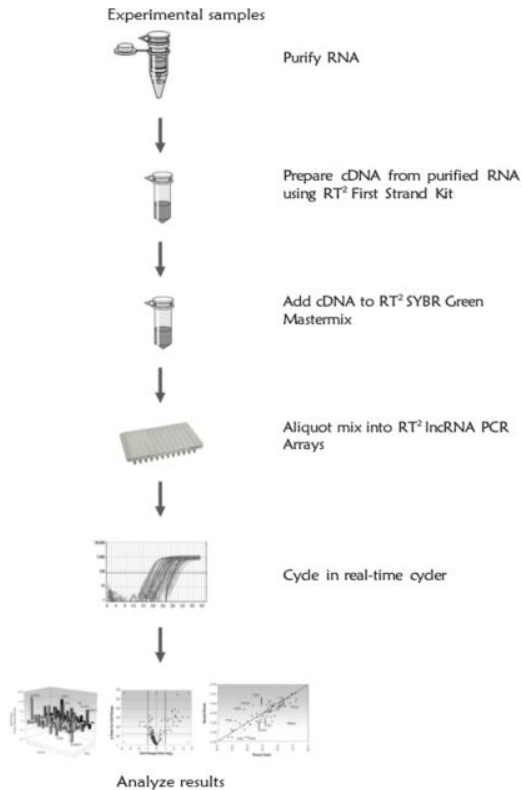 Experimental samples
Purify RNA
Prepare cDNA from purified RNA
using RT² First Strand Kit
Add cDNA to RT² SYBR Green
Mastermix
Aliquot mix into RT² lncRNA PCR
Arrays
Cycle in real-time cycler
Analyze results